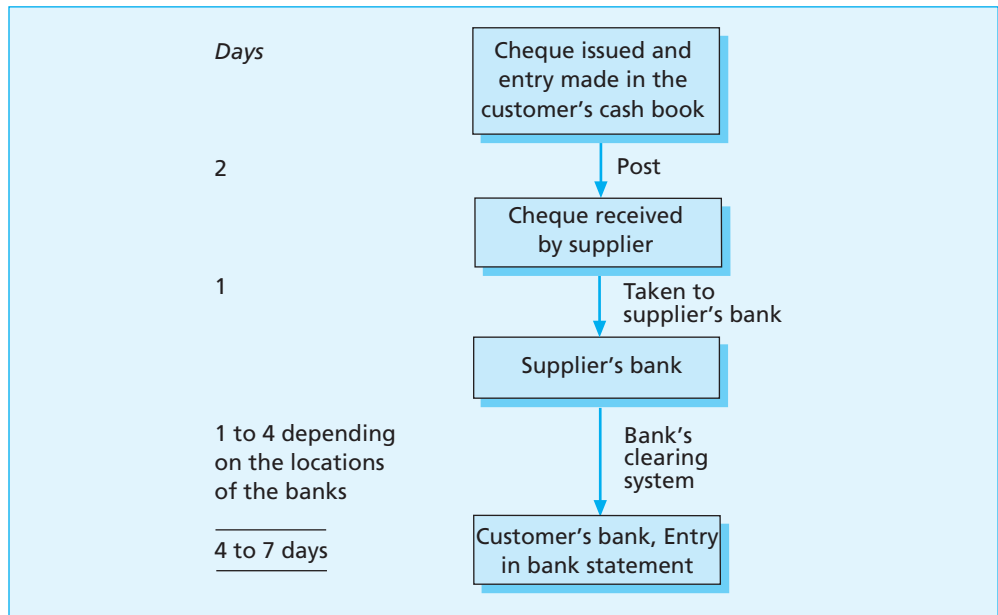 Days
Cheque issued and
entry made in the
customer’s cash book
2
Post
Cheque received
by supplier
1
Taken to
supplier’s bank
Supplier’s bank
1 to 4 depending
on the locations
of the banks
Bank’s
clearing
system
4 to 7 days
Customer’s bank, Entry
in bank statement